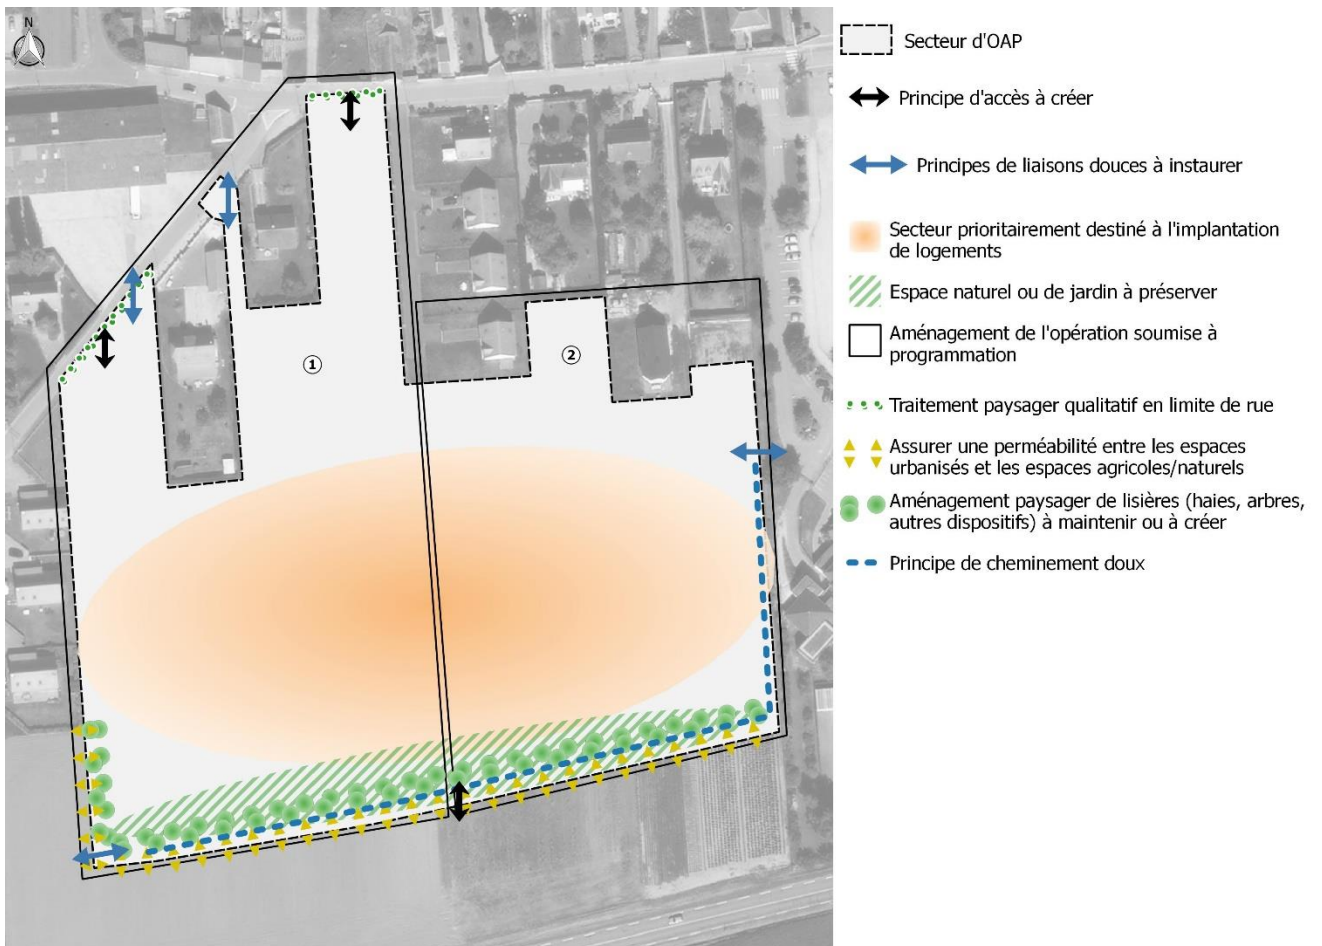 N
Secteur d'OAP
Principe d'accès à créer
Principes de liaisons douces à instaurer
Secteur prioritairement destiné à l'implantation
de logements
Espace naturel ou de jardin à préserver
Aménagement de l'opération soumise à
programmation
Traitement paysager qualitatif en limite de rue
Assurer une perméabilité entre les espaces
urbanisés et les espaces agricoles/naturels
Aménagement paysager de lisières (haies, arbres,
autres dispositifs) à maintenir ou à créer
Principe de cheminement doux
①
②